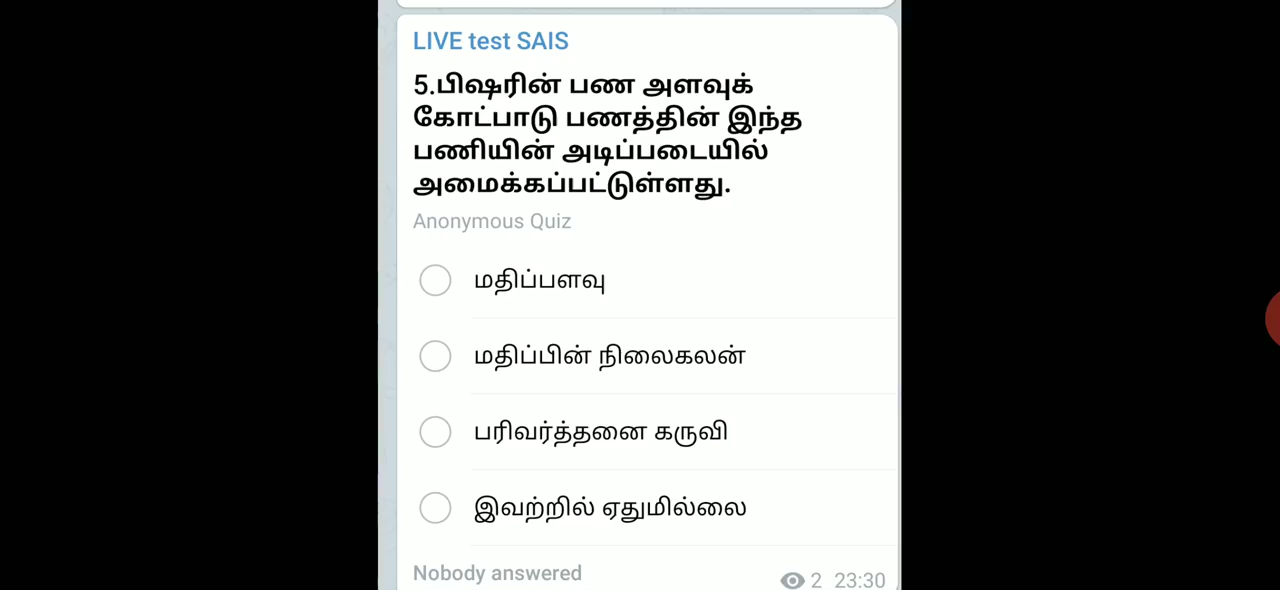 LIVE test SAIS
5.பிஷரின் பண அளவுக்
கோட்பாடு பணத்தின் இந்த
பணியின் அடிப்படையில்
அமைக்கப்பட்டுள்ளது.
Anonymous Quiz
மதிப்பளவு
மதிப்பின் நிலைகலன்
பரிவர்த்தனை கருவி
இவற்றில் ஏதுமில்லை
Nobody answered
2 23:30